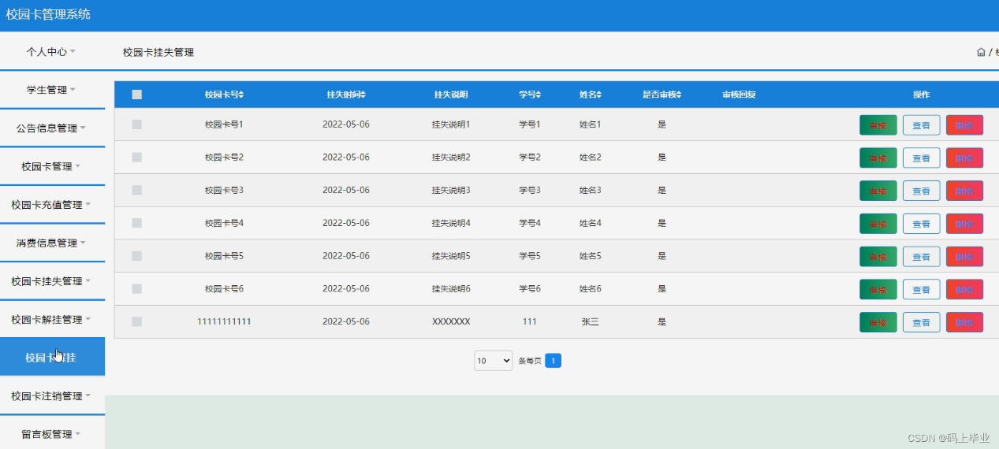 校园卡管理系统
个人中心
校园卡挂失管理
/
学生管理
公告信息管理
校园卡管理
校园卡充值管理
消费信息管理
校园卡挂失管理
校园卡解挂管理
校园卡解挂
校园卡注销管理
留言板管理
校园卡号 挂失时间 挂失说明 学号 姓名 是否审核 审核回复 操作
校园卡号1 2022-05-06 挂失说明1 学号1 姓名1 是 审核 查看 删除
校园卡号2 2022-05-06 挂失说明2 学号2 姓名2 是 审核 查看 删除
校园卡号3 2022-05-06 挂失说明3 学号3 姓名3 是 审核 查看 删除
校园卡号4 2022-05-06 挂失说明4 学号4 姓名4 是 审核 查看 删除
校园卡号5 2022-05-06 挂失说明5 学号5 姓名5 是 审核 查看 删除
校园卡号6 2022-05-06 挂失说明6 学号6 姓名6 是 审核 查看 删除
11111111111 2022-05-06 XXXXXXX 111 张三 是 审核 查看 删除
10 条每页 1
CSDN @码上毕业